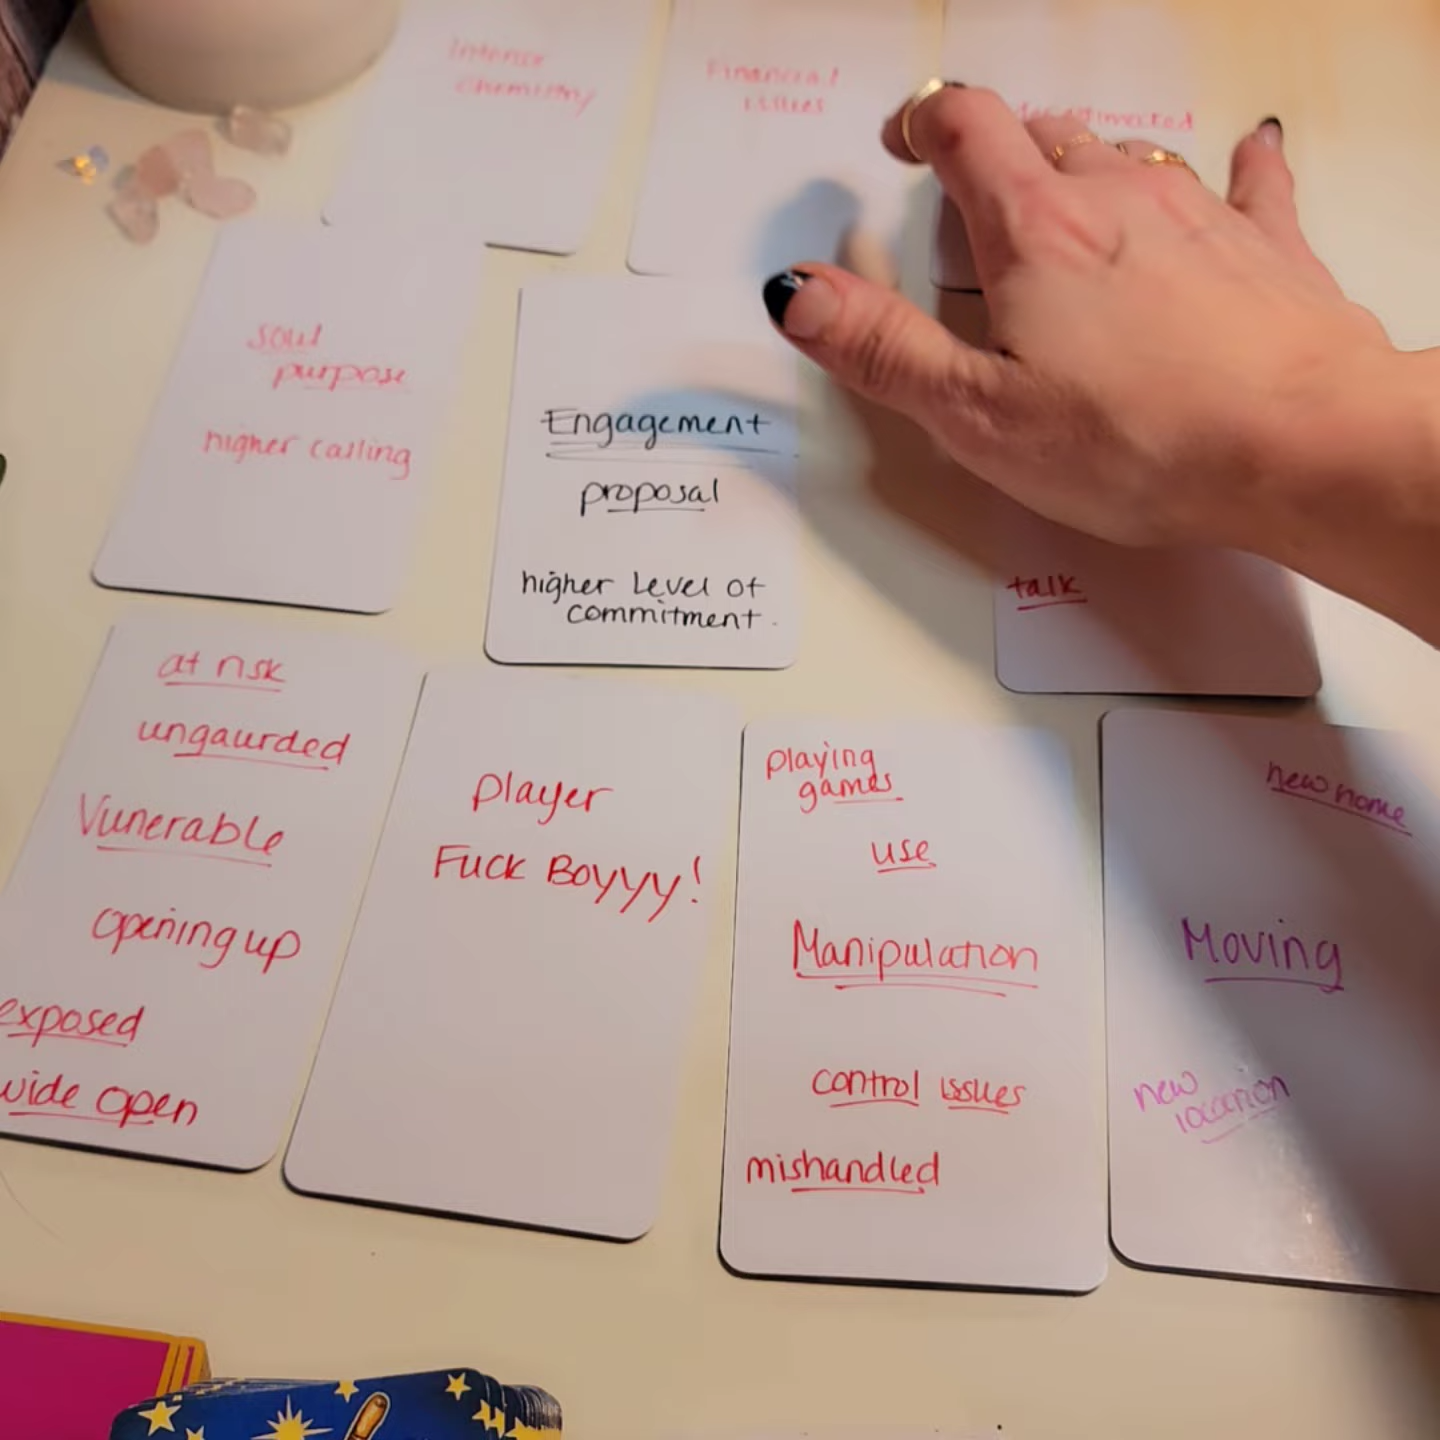 Intense
chemistry
Financial
issues
soul
purpose
higher calling
Engagement
proposal
higher level of
commitment.
talk
at risk
ungaurded
Vunerable
opening up
exposed
wide open
Player
Fuck Boyyy!
playing
games
use
Manipulation
control issues
mishandled
new home
Moving
new
location